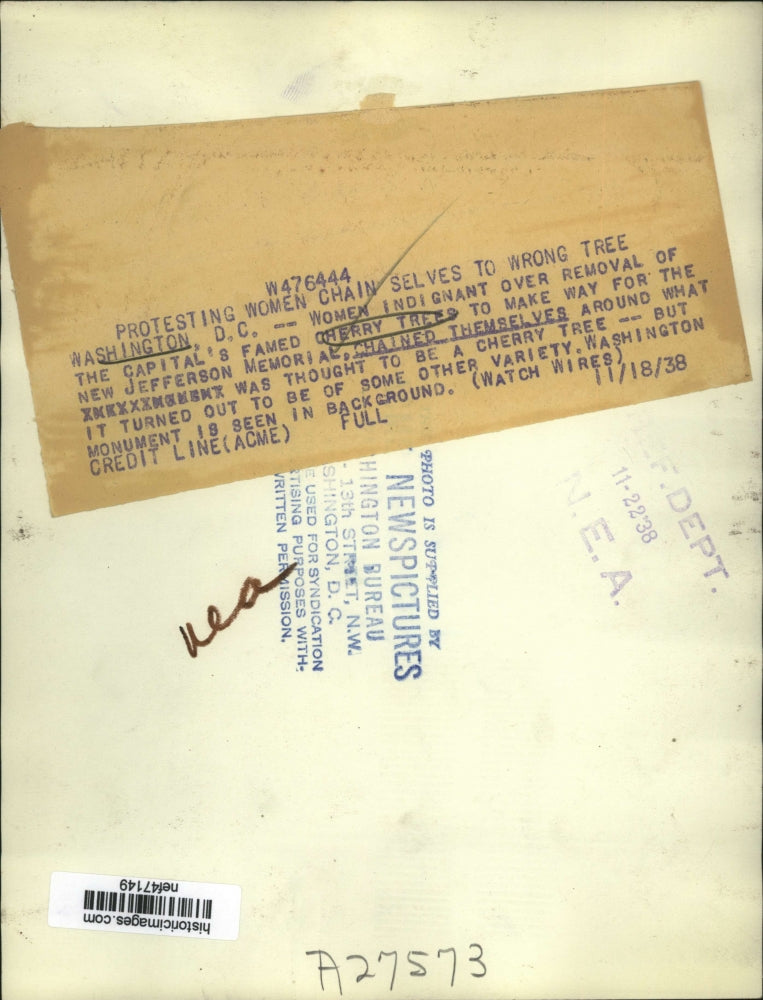 W476444
PROTESTING WOMEN CHAIN SELVES TO WRONG TREE
WASHINGTON, D.C. -- WOMEN INDIGNANT OVER REMOVAL OF
THE CAPITAL'S FAMED CHERRY TREES TO MAKE WAY FOR THE
NEW JEFFERSON MEMORIAL, CHAINED THEMSELVES AROUND WHAT
WAS THOUGHT TO BE A CHERRY TREE -- BUT
IT TURNED OUT TO BE OF SOME OTHER VARIETY. WASHINGTON
MONUMENT IS SEEN IN BACKGROUND. (WATCH WIRES)
CREDIT LINE(ACME) FULL 11/18/38
PHOTO IS SUPPLIED BY
NEWSPICTURES
HINGTON BUREAU
- 13th STREET, N.W.
SHINGTON, D. C.
E USED FOR SYNDICATION
RTISING PURPOSES WITH-
WRITTEN PERMISSION.
F. DEPT.
11-22-38
N. E. A.
nea
historicimages.com
nef47149
A27573